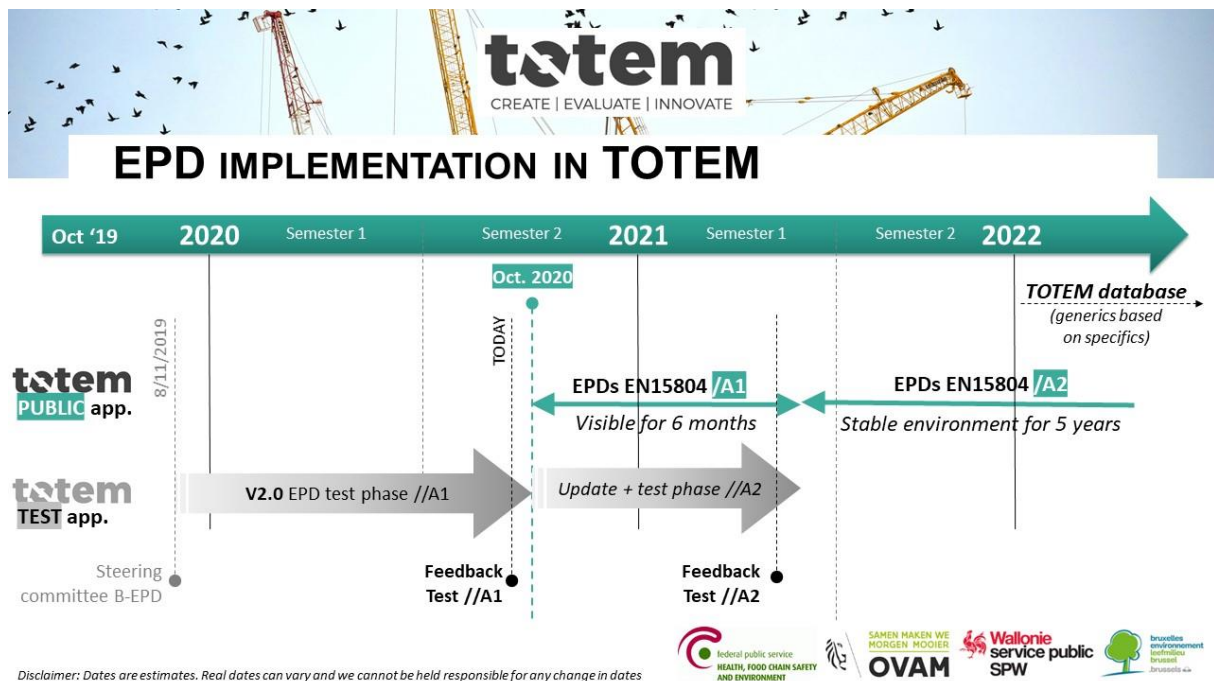 totem
CREATE | EVALUATE | INNOVATE
EPD IMPLEMENTATION IN TOTEM
Oct ‘19
2020
Semester 1
Semester 2
2021
Semester 1
Semester 2
2022
Oct. 2020
TOTEM database
(generics based
on specifics)
8/11/2019
TODAY
totem
PUBLIC app.
EPDs EN15804 //A1
Visible for 6 months
EPDs EN15804 //A2
Stable environment for 5 years
totem
TEST app.
V2.0 EPD test phase //A1
Update + test phase //A2
Steering
committee B-EPD
Feedback
Test //A1
Feedback
Test //A2
federal public service
HEALTH, FOOD CHAIN SAFETY
AND ENVIRONMENT
SAMEN MAKEN WE
MORGEN MOOIER
OVAM
Wallonie
service public
SPW
bruxelles
environnement
leefmilieu
brussel
.brussels
Disclaimer: Dates are estimates. Real dates can vary and we cannot be held responsible for any change in dates